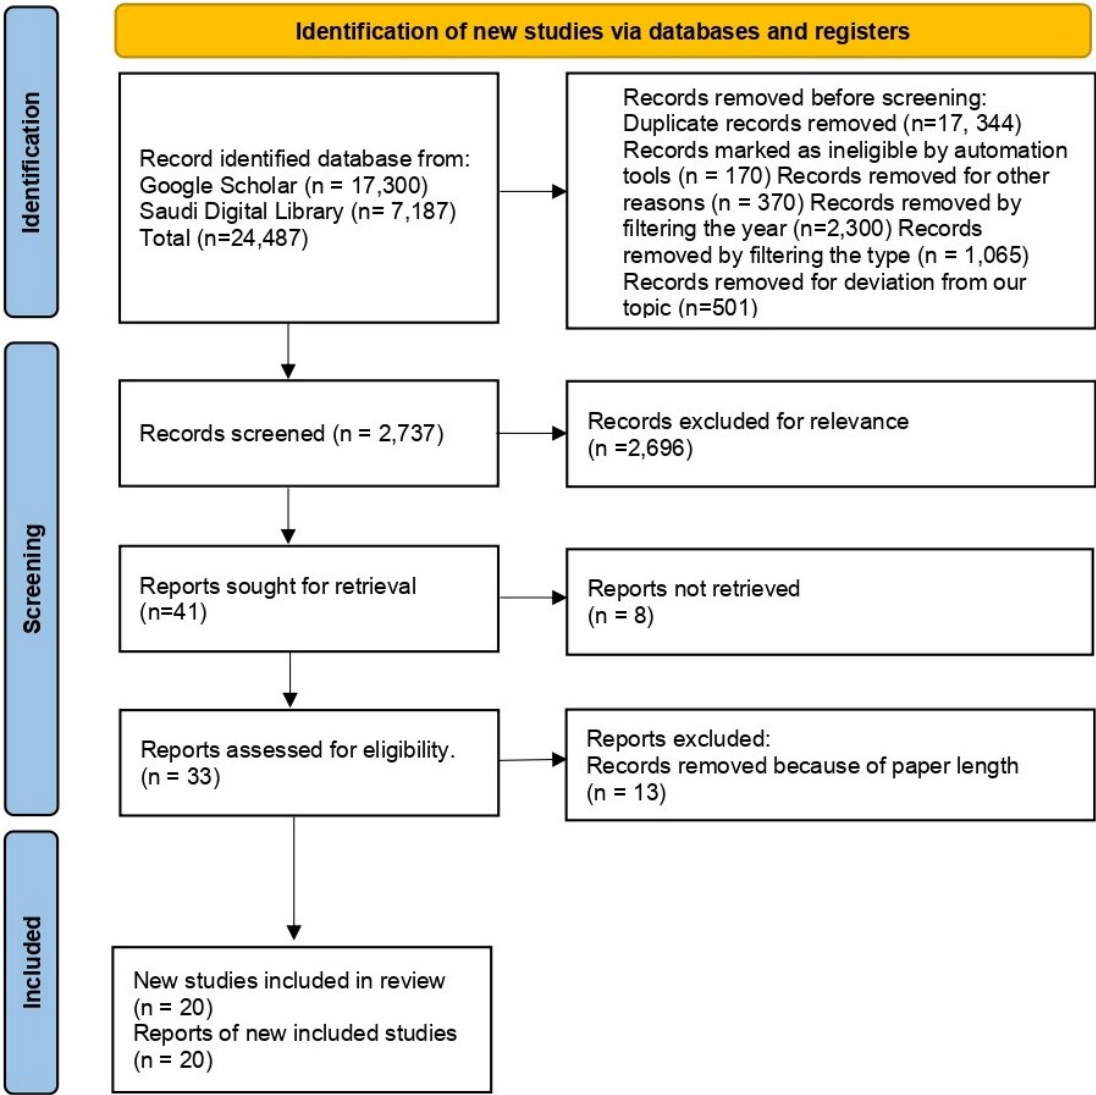 Identification of new studies via databases and registers
Identification
Record identified database from:
Google Scholar (n = 17,300)
Saudi Digital Library (n= 7,187)
Total (n=24,487)
Records removed before screening:
Duplicate records removed (n=17, 344)
Records marked as ineligible by automation
tools (n = 170) Records removed for other
reasons (n = 370) Records removed by
filtering the year (n=2,300) Records
removed by filtering the type (n = 1,065)
Records removed for deviation from our
topic (n=501)
Screening
Records screened (n = 2,737)
Records excluded for relevance
(n =2,696)
Reports sought for retrieval
(n=41)
Reports not retrieved
(n = 8)
Reports assessed for eligibility.
(n = 33)
Reports excluded:
Records removed because of paper length
(n = 13)
Included
New studies included in review
(n = 20)
Reports of new included studies
(n = 20)